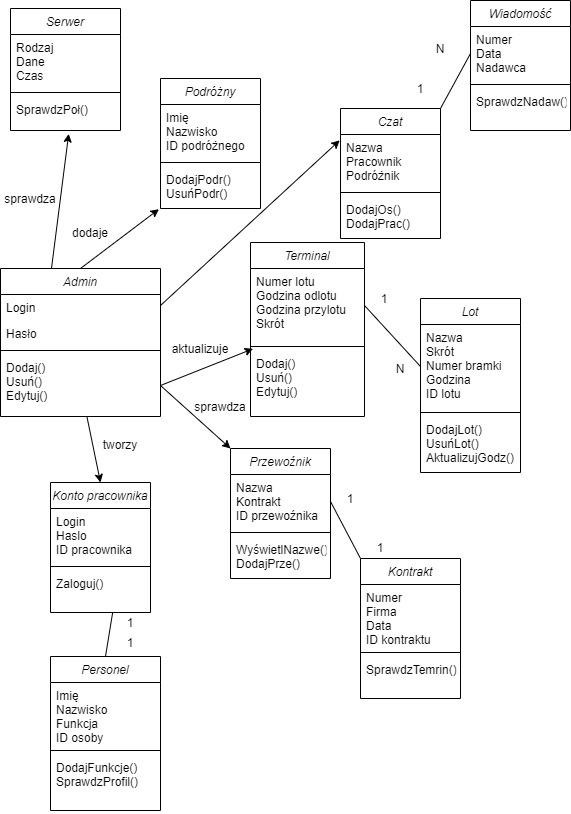 Serwer
Rodzaj
Dane
Czas
SprawdzPoł()
Wiadomość
Numer
Data
Nadawca
SprawdzNadaw()
N
1
Podróżny
Imię
Nazwisko
ID podróżnego
DodajPodr()
UsuńPodr()
Czat
Nazwa
Pracownik
Podróżnik
DodajOs()
DodajPrac()
sprawdza
dodaje
Admin
Login
Hasło
Dodaj()
Usuń()
Edytuj()
aktualizuje
sprawdza
tworzy
Terminal
Numer lotu
Godzina odlotu
Godzina przylotu
Skrót
Dodaj()
Usuń()
Edytuj()
1
N
Lot
Nazwa
Skrót
Numer bramki
Godzina
ID lotu
DodajLot()
UsuńLot()
AktualizujGodz()
Przewoźnik
Nazwa
Kontrakt
ID przewoźnika
WyświetlNazwe()
DodajPrze()
1
1
Kontrakt
Numer
Firma
Data
ID kontraktu
SprawdzTemrin()
Konto pracownika
Login
Haslo
ID pracownika
Zaloguj()
1
1
Personel
Imię
Nazwisko
Funkcja
ID osoby
DodajFunkcje()
SprawdzProfil()